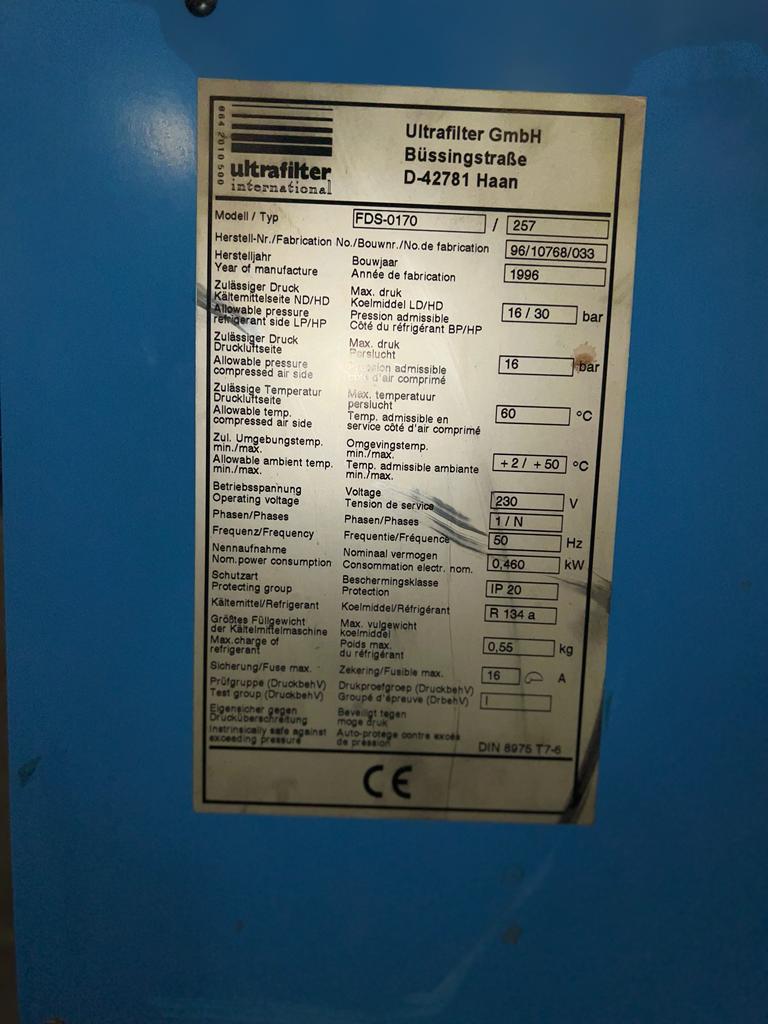 064 2010 500
ultrafilter
international
Ultrafilter GmbH
Büssingstraße
D-42781 Haan
Modell / Typ FDS-0170 / 257
Herstell-Nr./Fabrication No./Bouwnr./No.de fabrication 96/10768/033
Herstelljahr Bouwjaar
Year of manufacture Année de fabrication 1996
Zulässiger Druck Max. druk
Kältemittelseite ND/HD Koelmiddel LD/HD
Allowable pressure Pression admissible 16 / 30 bar
refrigerant side LP/HP Côté du réfrigérant BP/HP
Zulässiger Druck Max. druk
Druckluftseite Perslucht
Allowable pressure admissible 16 bar
compressed air side d'air comprimé
Zulässige Temperatur Max. temperatuur
Druckluftseite perslucht
Allowable temp. Temp. admissible en 60 °C
compressed air side service côté d'air comprimé
Zul. Umgebungstemp. Omgevingstemp.
min./max. min./max.
Allowable ambient temp. Temp. admissible ambiante +2 / +50 °C
min./max. min./max.
Betriebsspannung Voltage
Operating voltage Tension de service 230 V
Phasen/Phases Phasen/Phases 1 / N
Frequenz/Frequency Frequentie/Fréquence 50 Hz
Nennaufnahme Nominaal vermogen
Nom.power consumption Consommation electr. nom. 0,460 kW
Schutzart Beschermingsklasse
Protecting group Protection IP 20
Kältemittel/Refrigerant Koelmiddel/Réfrigérant R 134 a
Größtes Füllgewicht Max. vulgewicht
der Kältelmittelmaschine koelmiddel
Max.charge of Poids max.
refrigerant du réfrigérant 0,55 kg
Sicherung/Fuse max. Zekering/Fusible max. 16 A
Prüfgruppe (DruckbehV) Drukproefgroep (DruckbehV)
Test group (DruckbehV) Groupé d'épreuve (DrbehV) I
Eigensicher gegen Beveiligt tegen
Drucküberschreitung hoge druk
Instrinsically safe against Auto-protege contre exces
exceeding pressure de pression DIN 8975 T7-6
CE